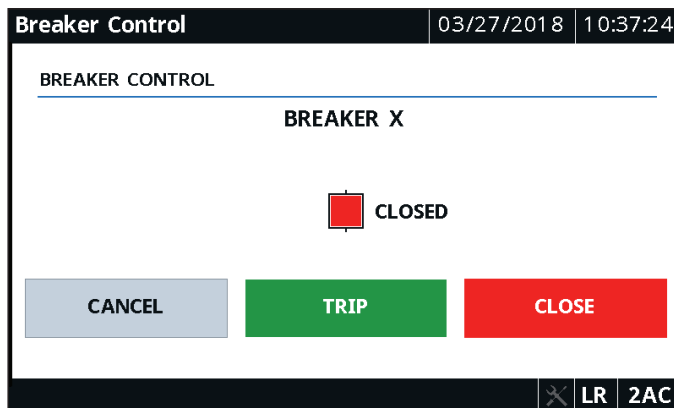 Breaker Control 03/27/2018 10:37:24
BREAKER CONTROL
BREAKER X
CLOSED
CANCEL TRIP CLOSE
LR 2AC